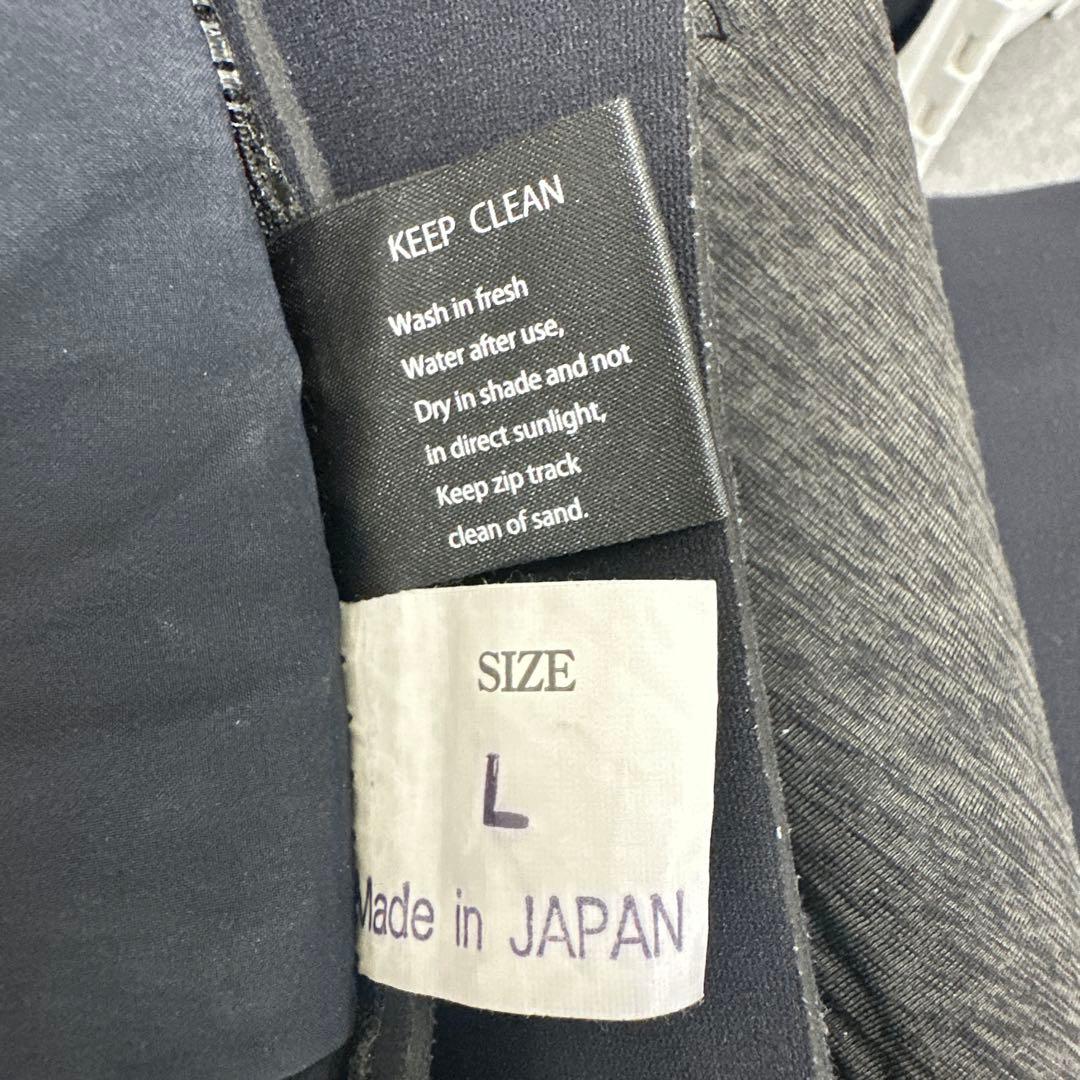 KEEP CLEAN
Wash in fresh
Water after use,
Dry in shade and not
in direct sunlight,
Keep zip track
clean of sand.
SIZE
L
Made in JAPAN